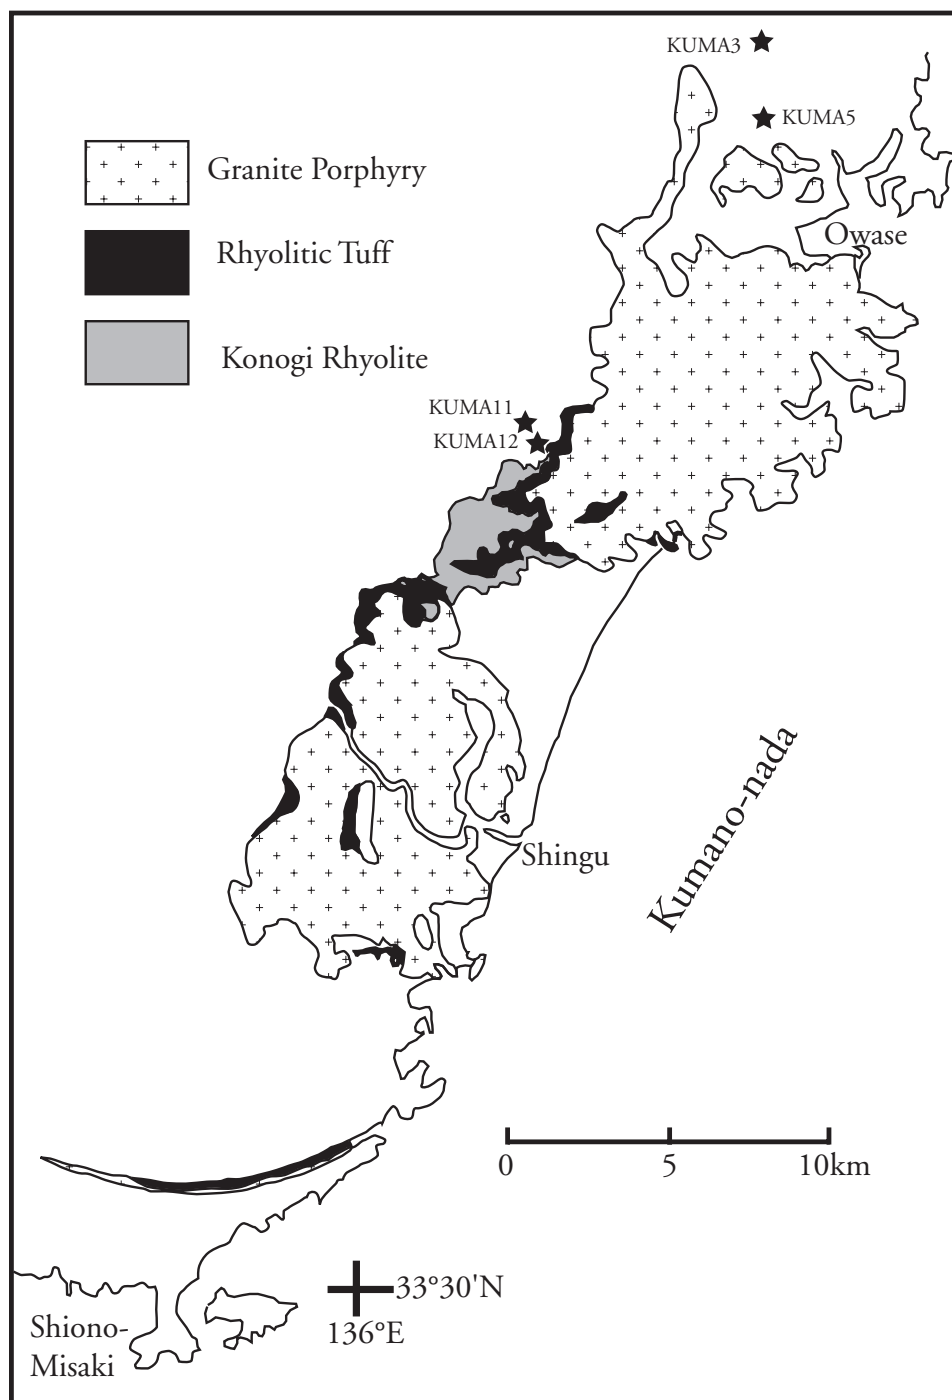 KUMA3
KUMA5
Granite Porphyry
Owase
Rhyolitic Tuff
Konogi Rhyolite
KUMA11
KUMA12
Kumano-nada
Shingu
0 5 10km
33°30'N
136°E
Shiono-
Misaki